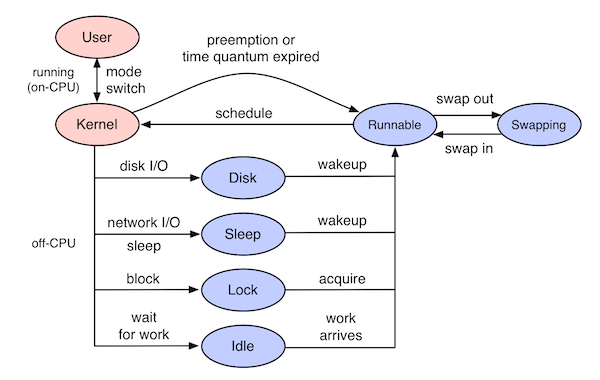 User
running
(on-CPU)
mode
switch
preemption or
time quantum expired
Kernel
schedule
Runnable
swap out
swap in
Swapping
disk I/O
Disk
wakeup
network I/O
sleep
Sleep
wakeup
off-CPU
block
Lock
acquire
wait
for work
Idle
work
arrives